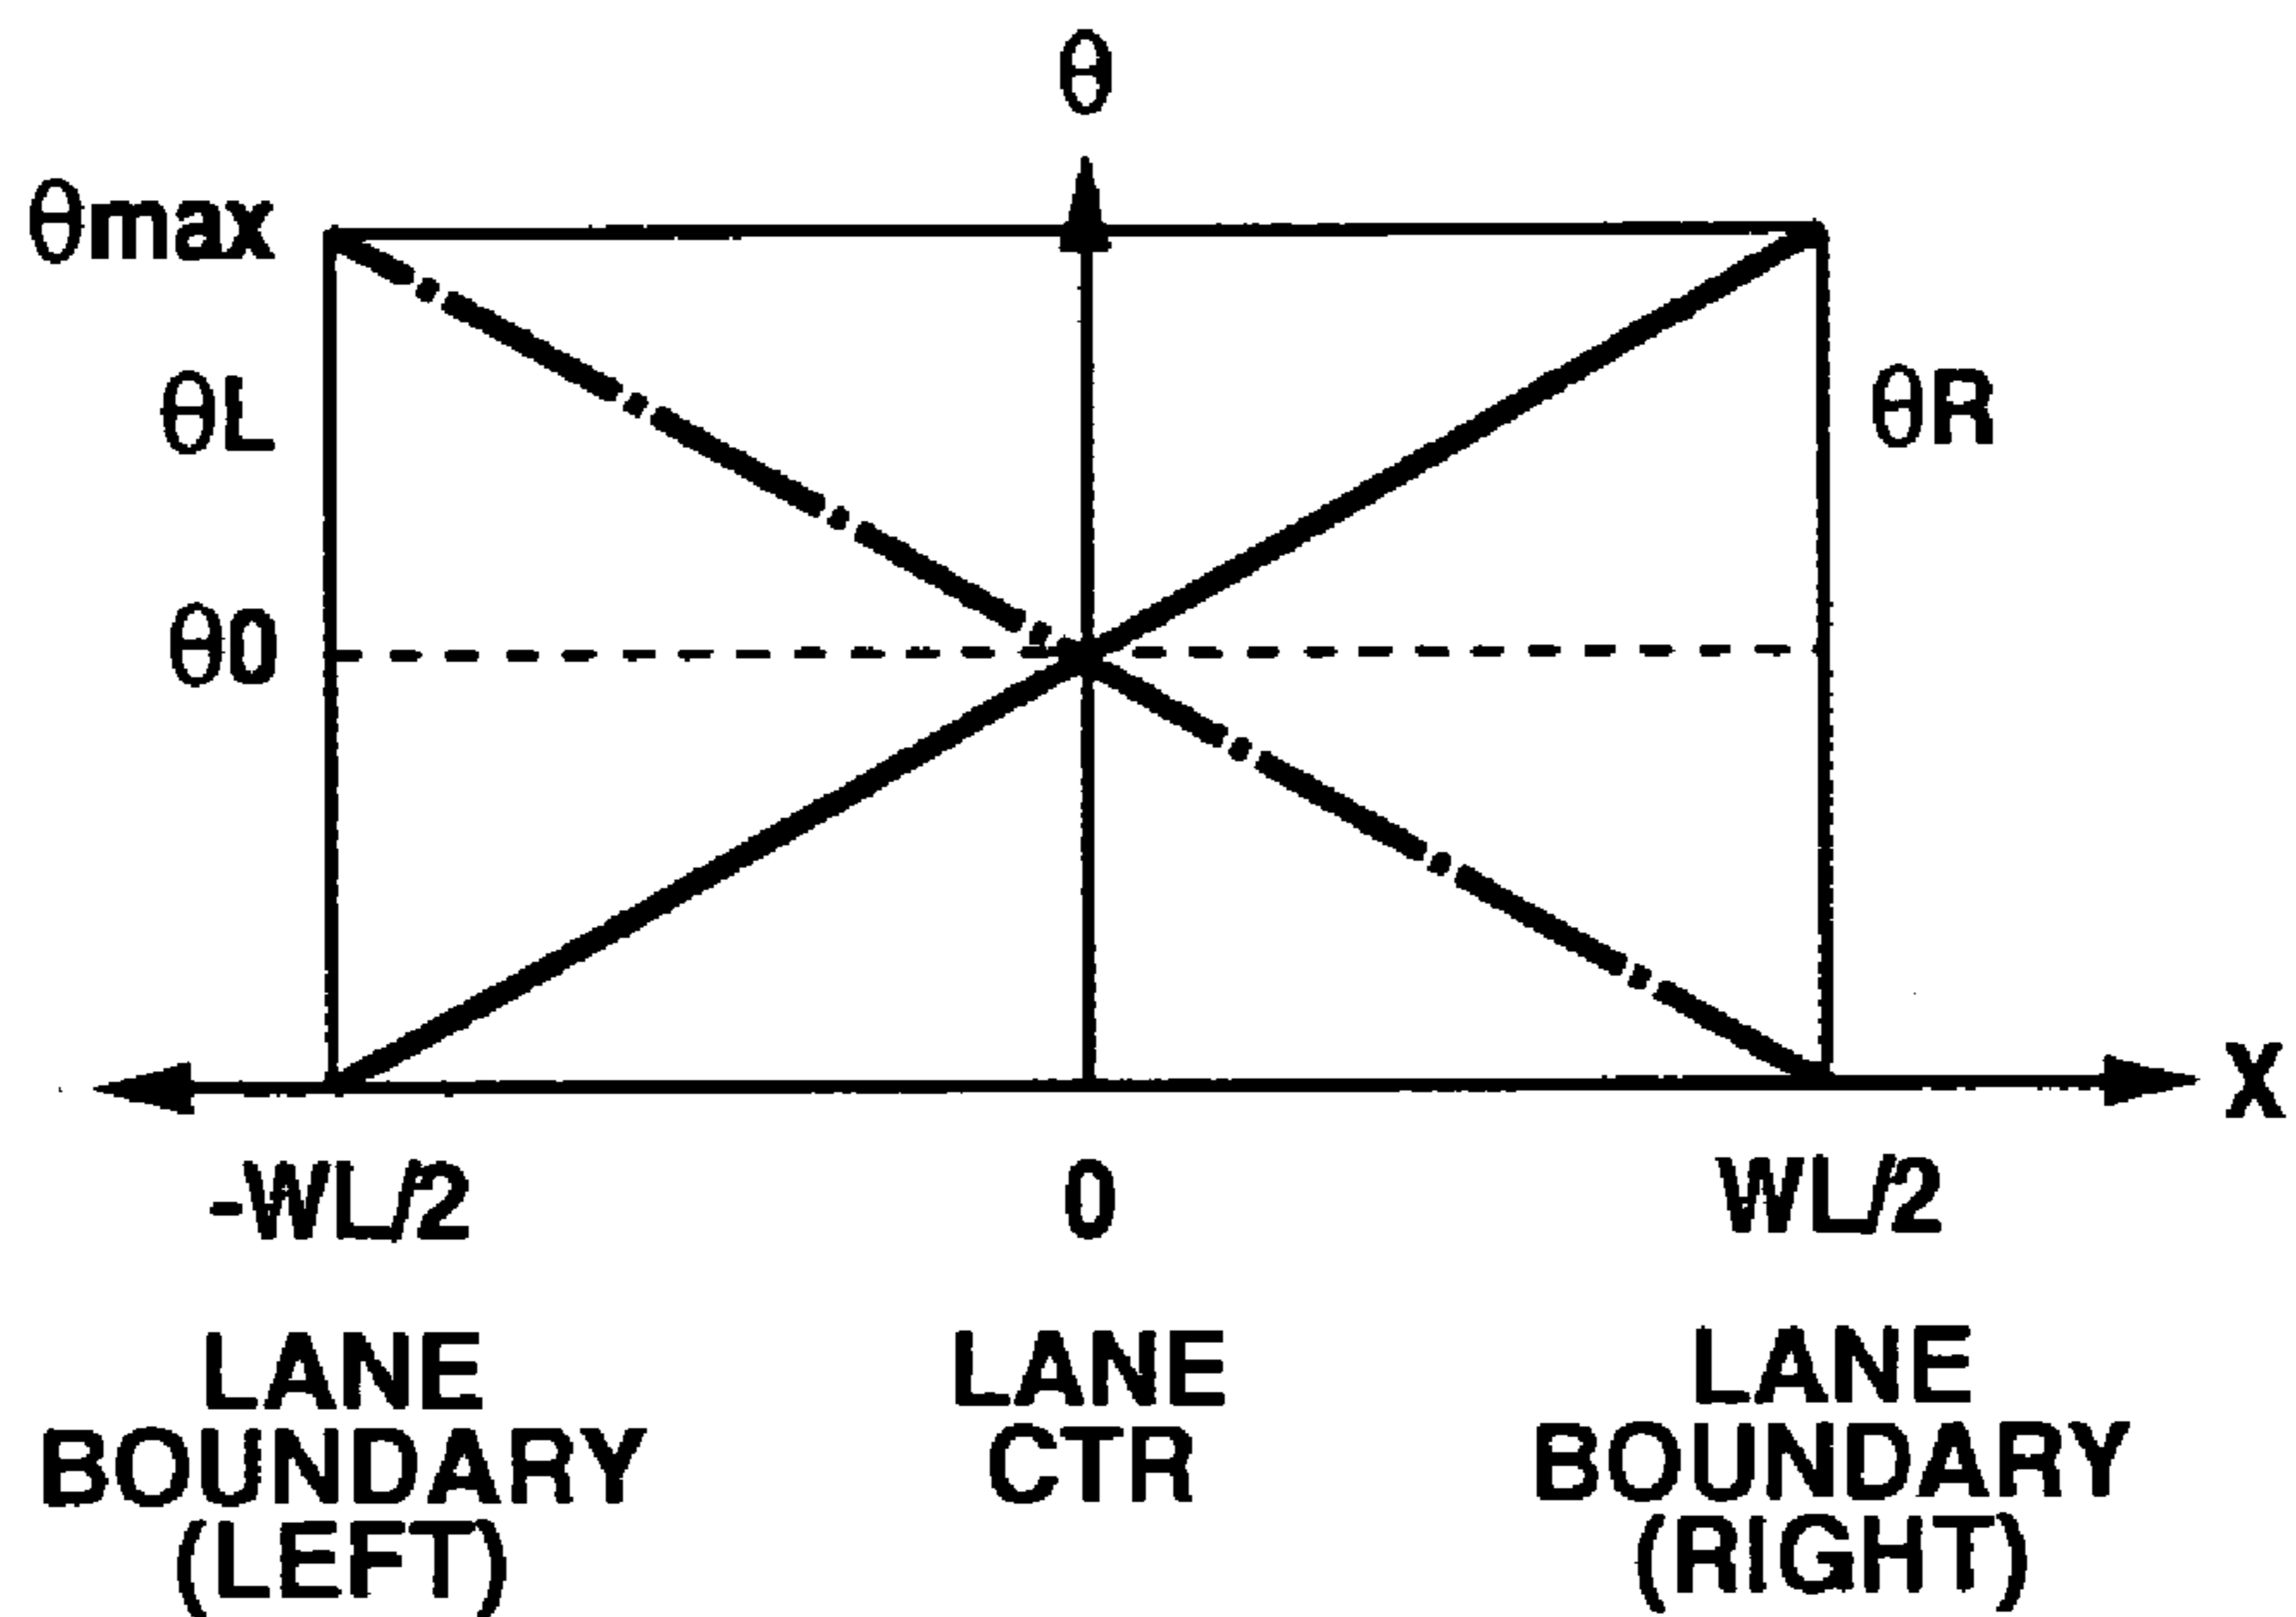 θ
θmax
θL
θR
θ0
X
-WL/2
0
WL/2
LANE
BOUNDARY
(LEFT)
LANE
CTR
LANE
BOUNDARY
(RIGHT)